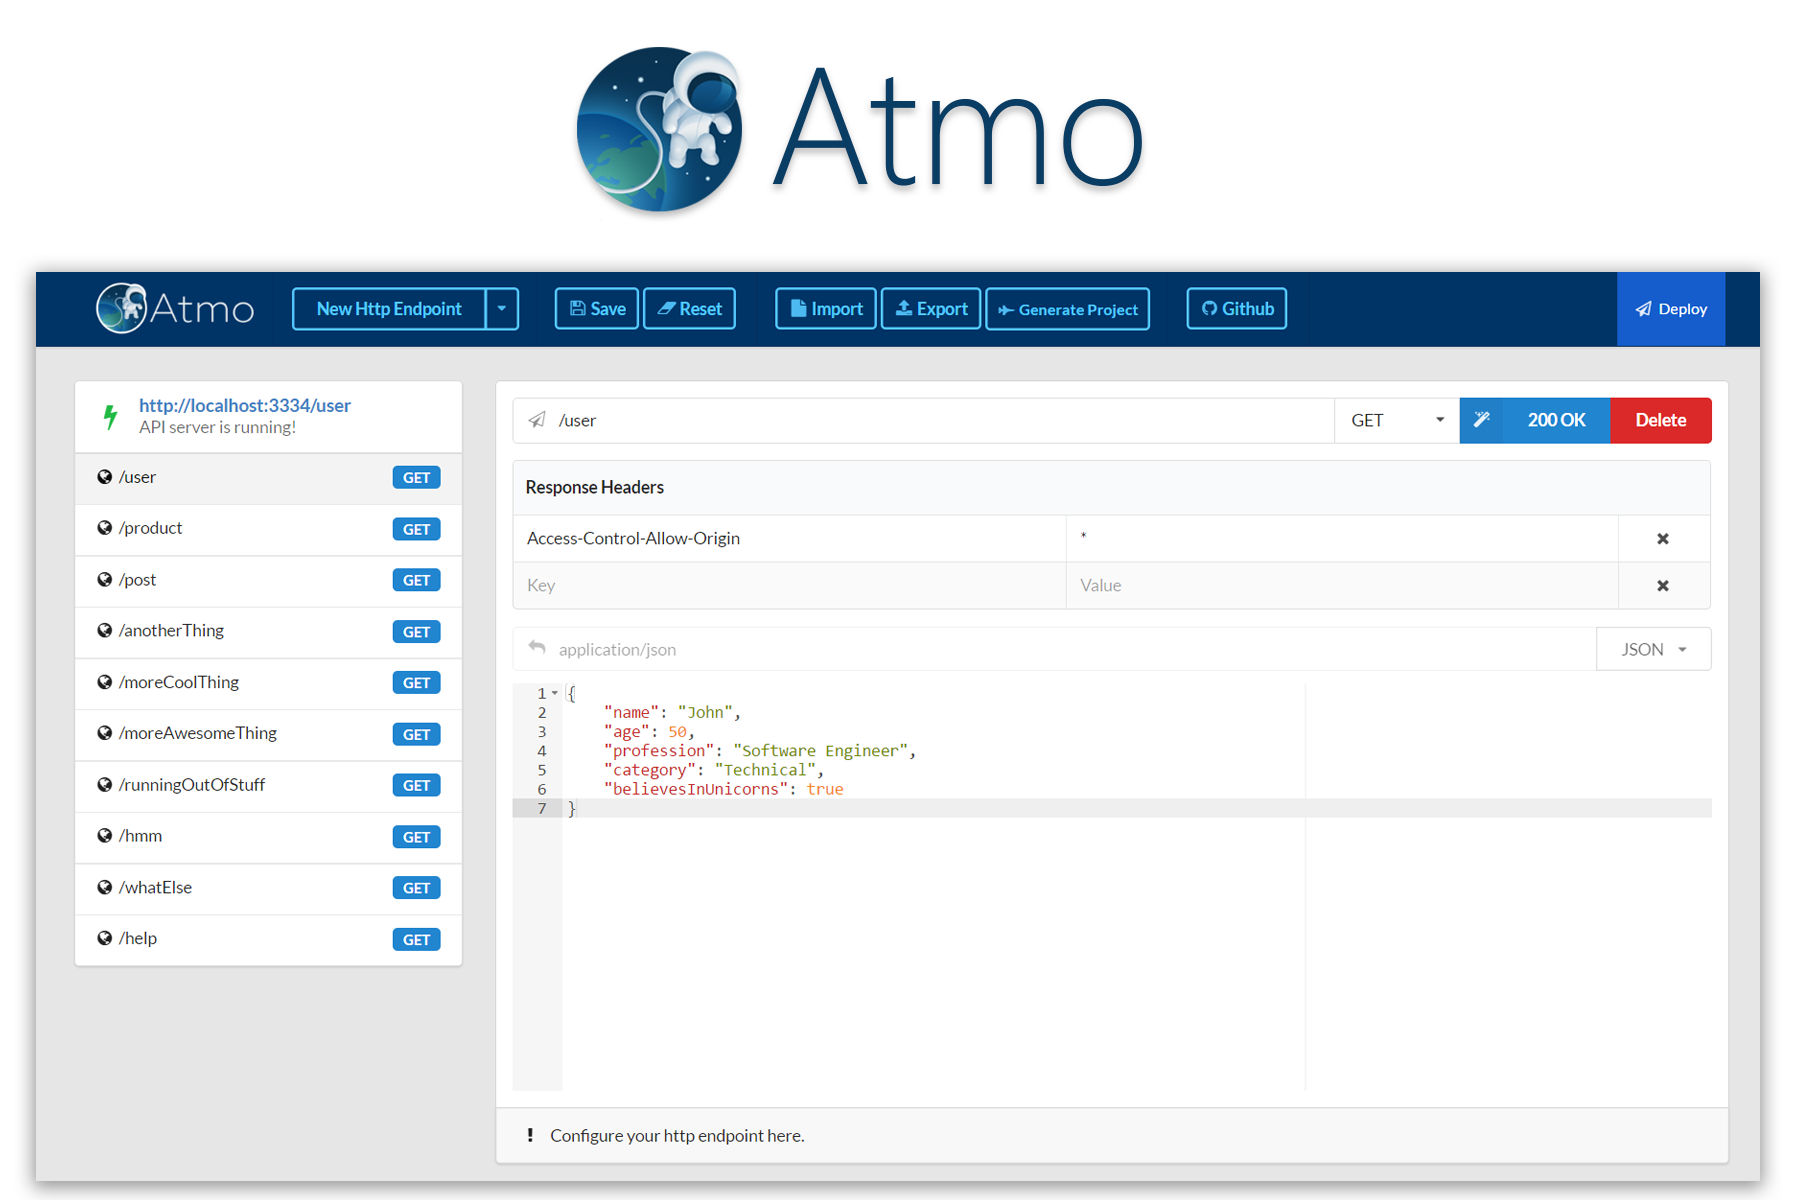 Atmo
Atmo New Http Endpoint Save Reset Import Export Generate Project Github Deploy
http://localhost:3334/user
API server is running!
/user GET
/product GET
/post GET
/anotherThing GET
/moreCoolThing GET
/moreAwesomeThing GET
/runningOutOfStuff GET
/hmm GET
/whatElse GET
/help GET
/user GET 200 OK Delete
Response Headers
Access-Control-Allow-Origin *
Key Value
application/json JSON
1 {
2 "name": "John",
3 "age": 50,
4 "profession": "Software Engineer",
5 "category": "Technical",
6 "believesInUnicorns": true
7 }
! Configure your http endpoint here.